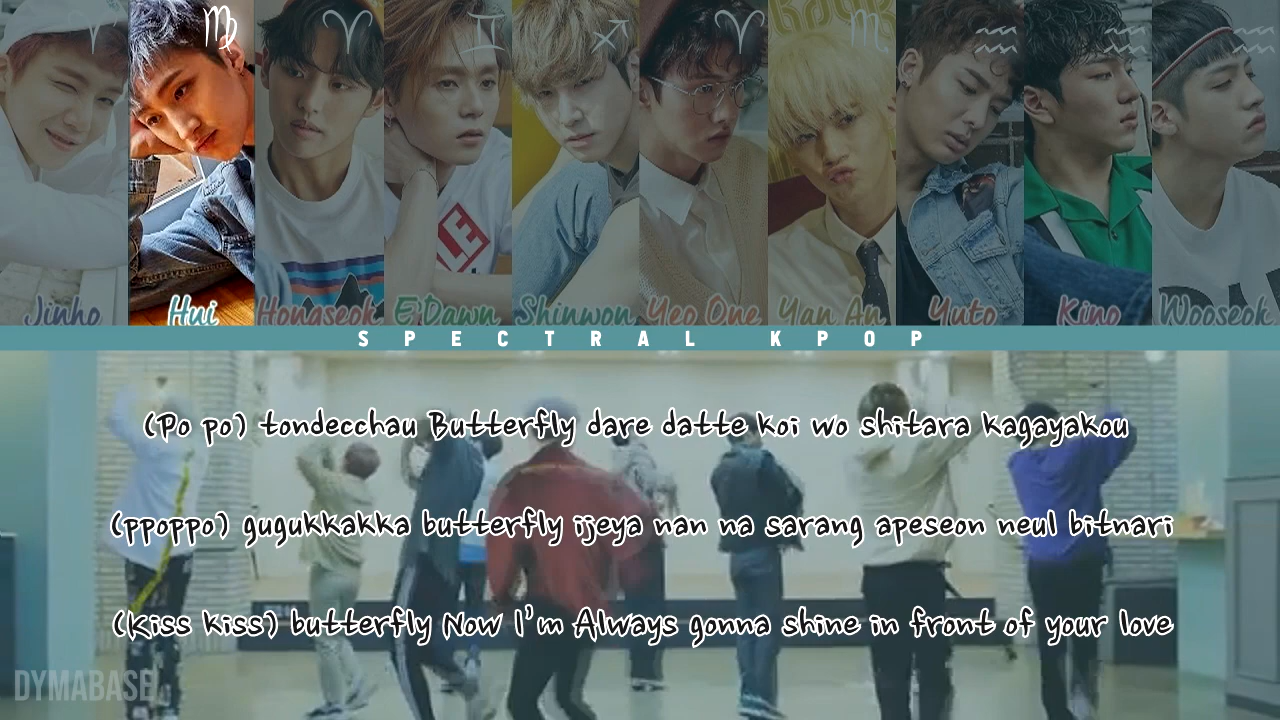 Jinho Hui Hongseok E'Dawn Shinwon Yeo One Yan An Yuto Kino Wooseok
SPECTRAL KPOP
(Po po) tondecchau Butterfly dare datte koi wo shitara kagayakou
(ppoppo) gugukkakka butterfly ijeya nan na sarang apeseon neul bitnari
(Kiss kiss) butterfly Now I'm Always gonna shine in front of your love
DYMABASE